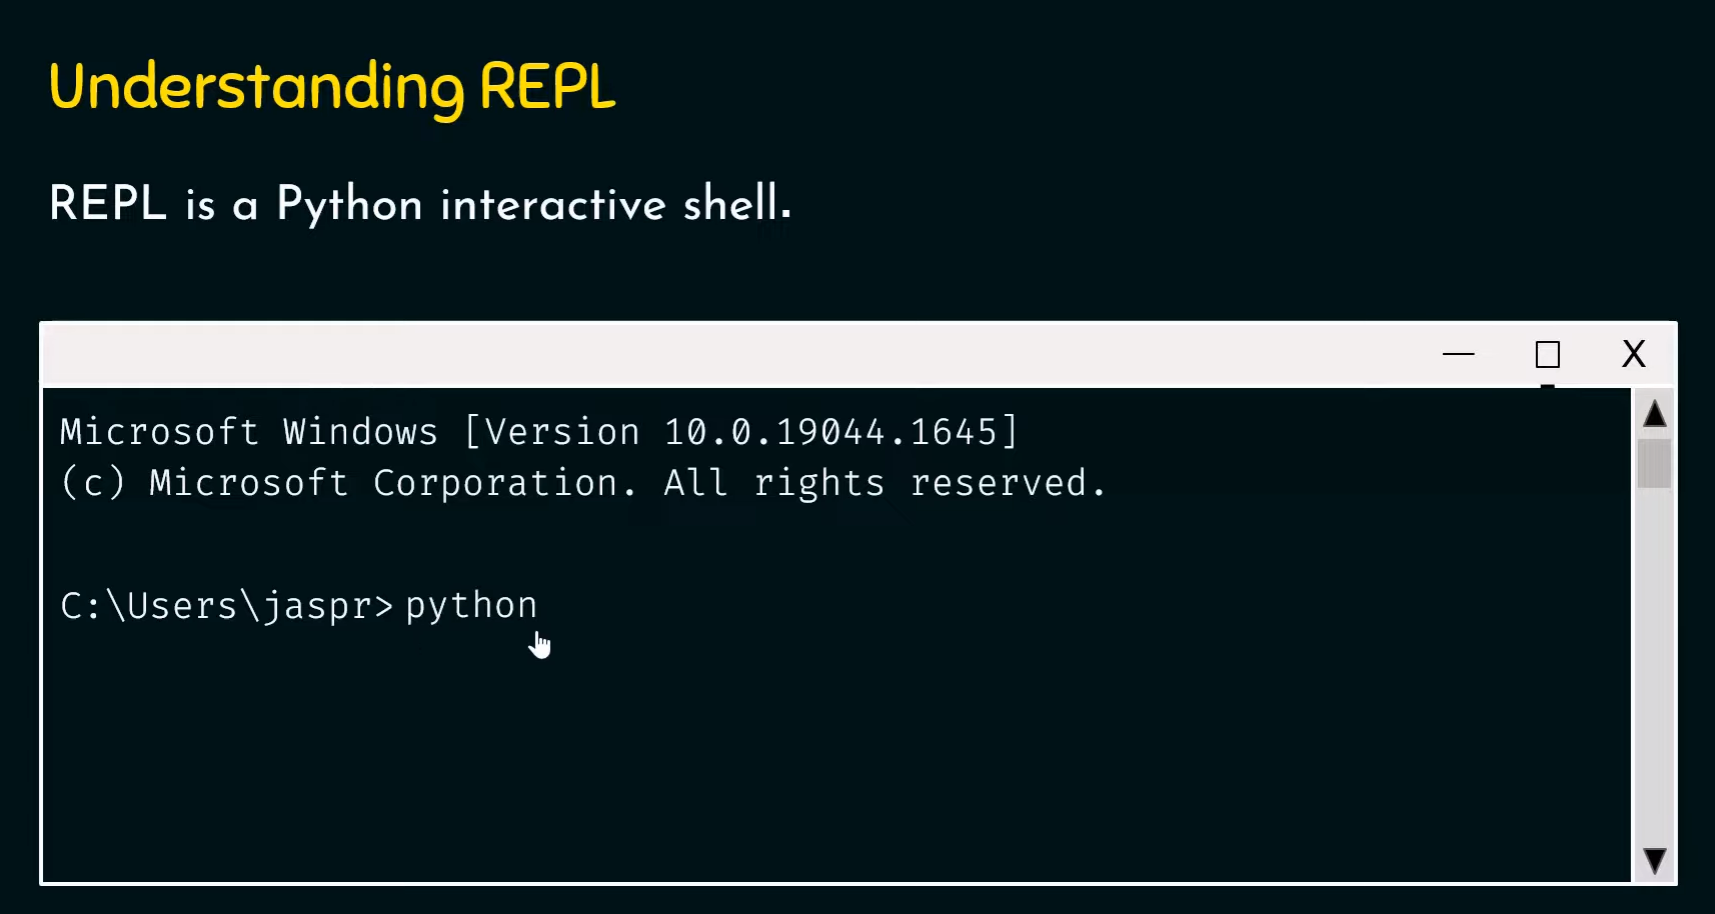 Understanding REPL
REPL is a Python interactive shell.
X
Microsoft Windows [Version 10.0.19044.1645]
(c) Microsoft Corporation. All rights reserved.
C:\Users\jaspr> python